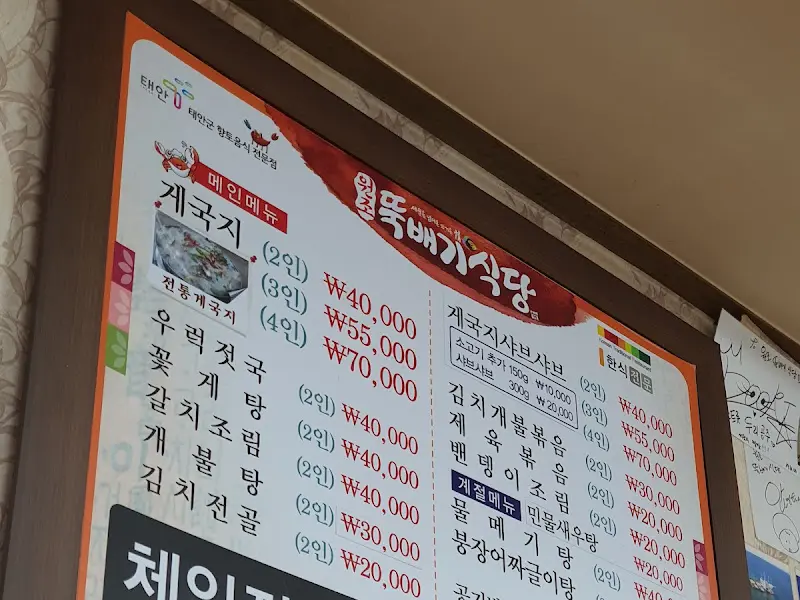 태안
태안군 향토음식 전문점
원조
뚝배기식당
메인메뉴
게국지
전통게국지
(2인) ₩40,000
(3인) ₩55,000
(4인) ₩70,000
우럭젓국 (2인) ₩40,000
꽃게탕 (2인) ₩40,000
갈치조림 (2인) ₩40,000
개불탕 (2인) ₩30,000
김치전골 (2인) ₩20,000
한식전문
게국지샤브샤브
(2인) ₩40,000
(3인) ₩55,000
(4인) ₩70,000
소고기 추가 150g ₩10,000
샤브샤브 300g ₩20,000
김치개불볶음 (2인) ₩30,000
제육볶음 (2인) ₩20,000
밴댕이조림 (2인) ₩20,000
계절메뉴
민물새우탕 ₩20,000
물메기탕 (2인) ₩40,000
붕장어짜글이탕